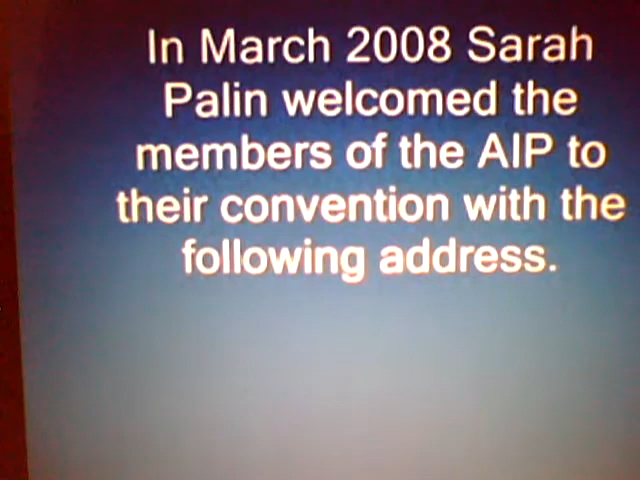 In March 2008 Sarah
Palin welcomed the
members of the AIP to
their convention with the
following address.